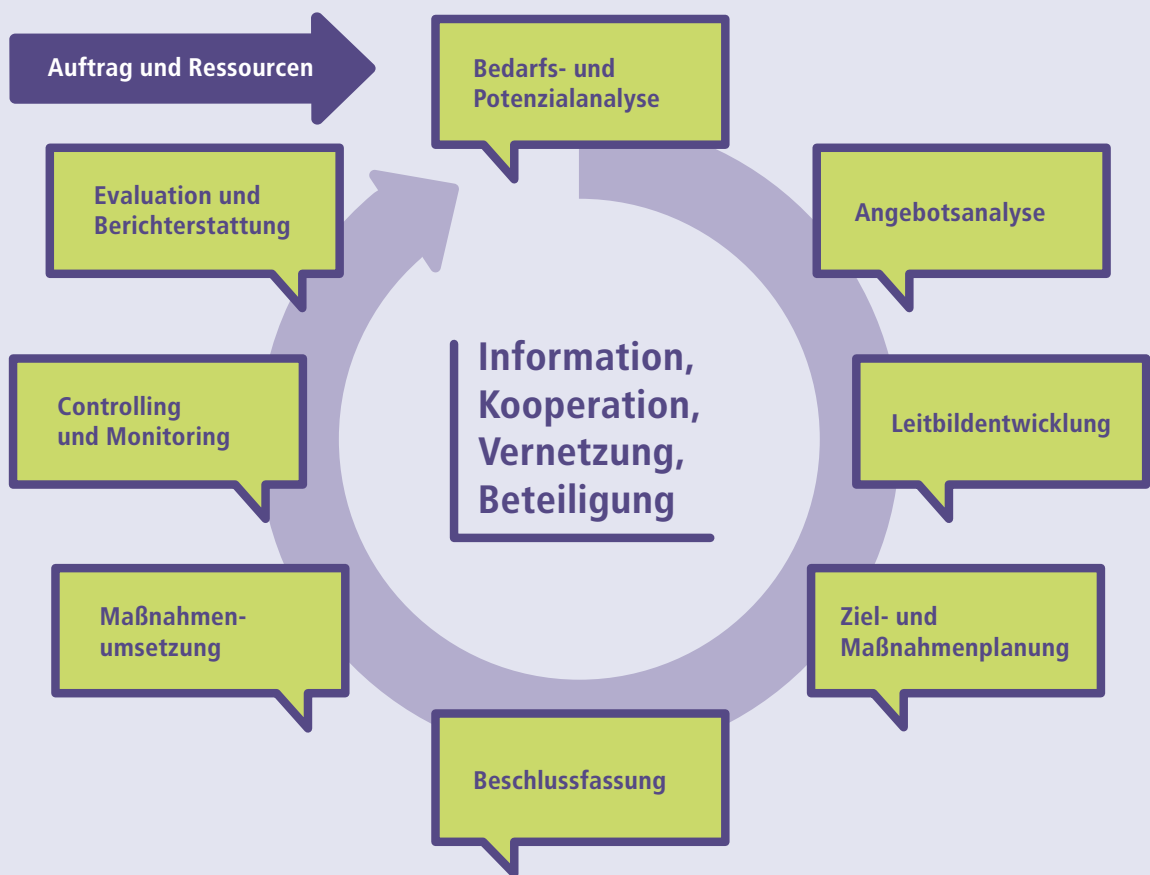 Auftrag und Ressourcen
Bedarfs- und
Potenzialanalyse
Angebotsanalyse
Leitbildentwicklung
Ziel- und
Maßnahmenplanung
Beschlussfassung
Maßnahmen-
umsetzung
Controlling
und Monitoring
Evaluation und
Berichterstattung
Information,
Kooperation,
Vernetzung,
Beteiligung